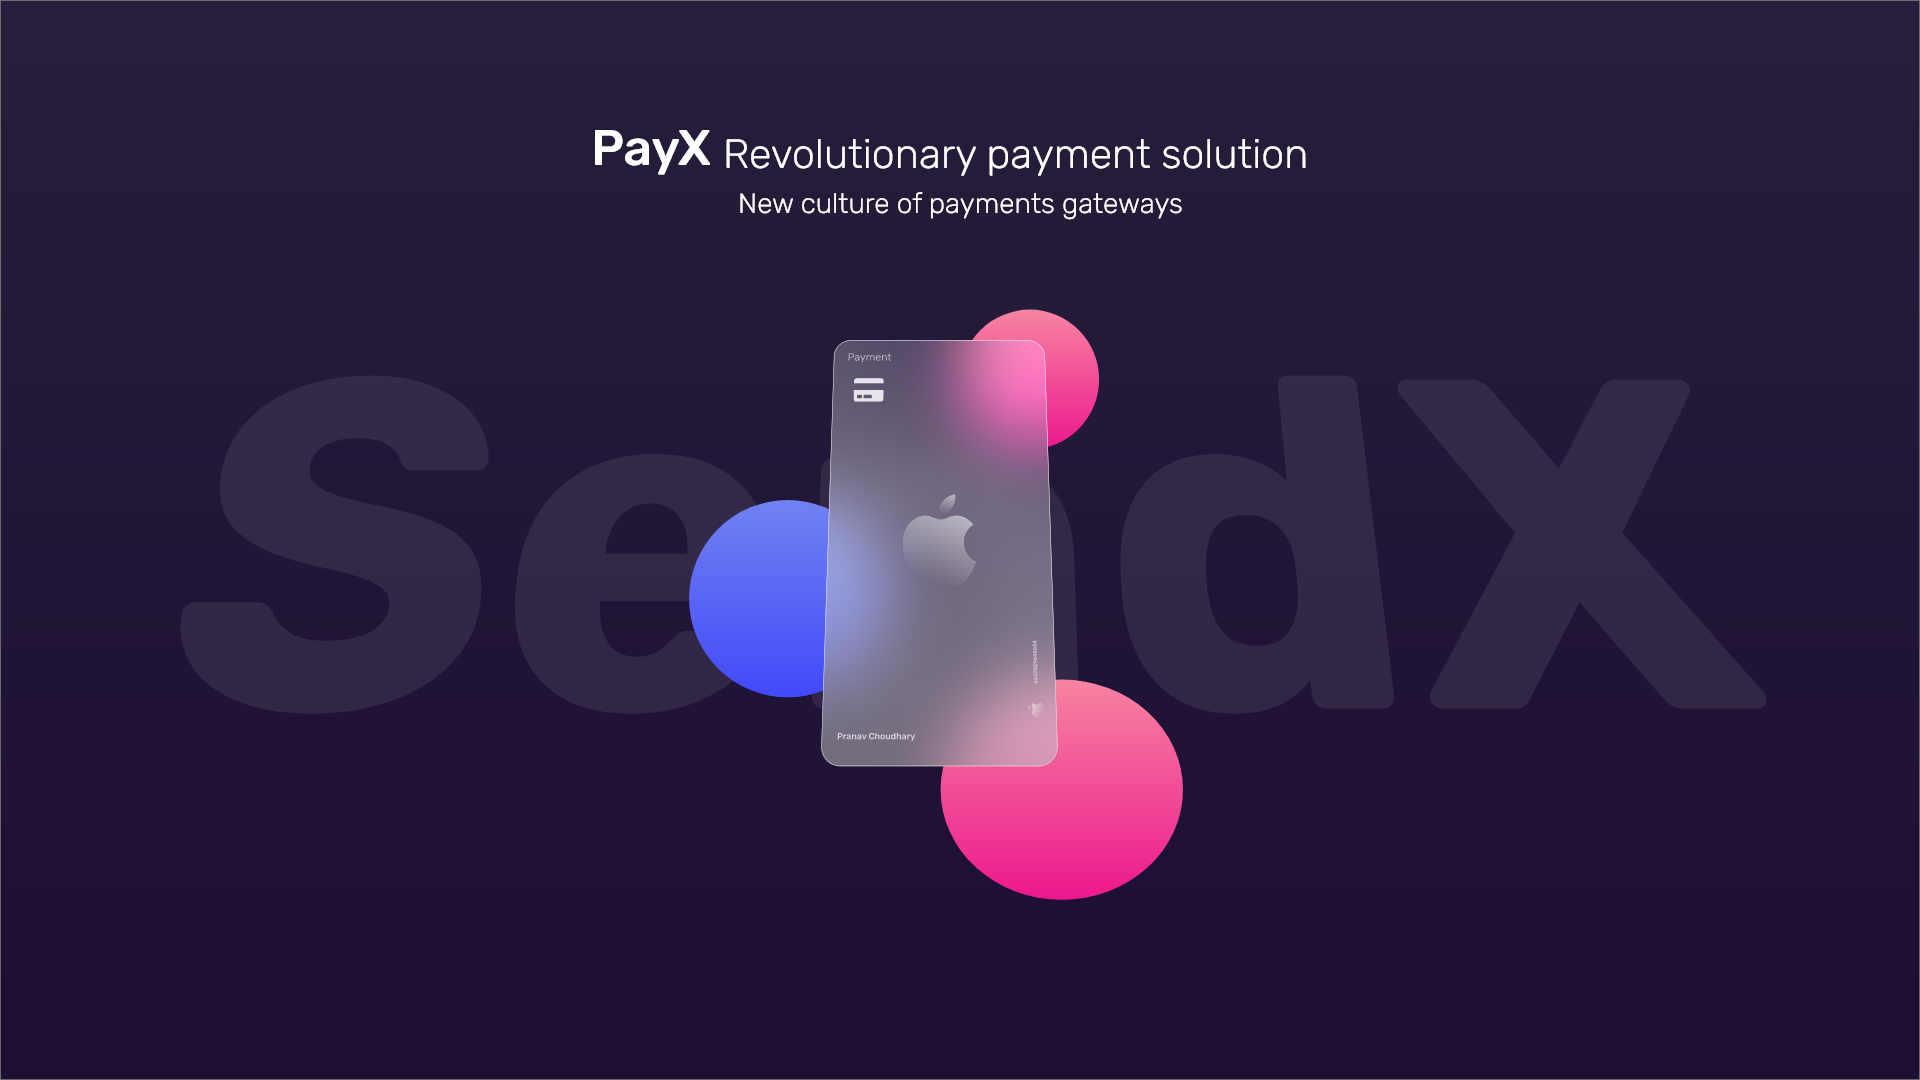 PayX Revolutionary payment solution
New culture of payments gateways
SendX
Payment
Pranav Choudhary